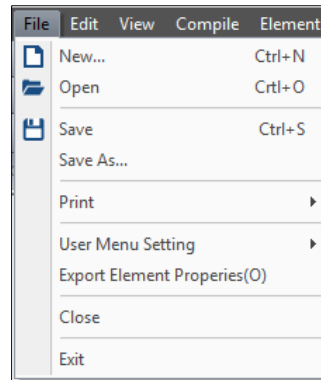 File Edit View Compile Element
New... Ctrl+N
Open Crtl+O
Save Ctrl+S
Save As...
Print
User Menu Setting
Export Element Properies(O)
Close
Exit